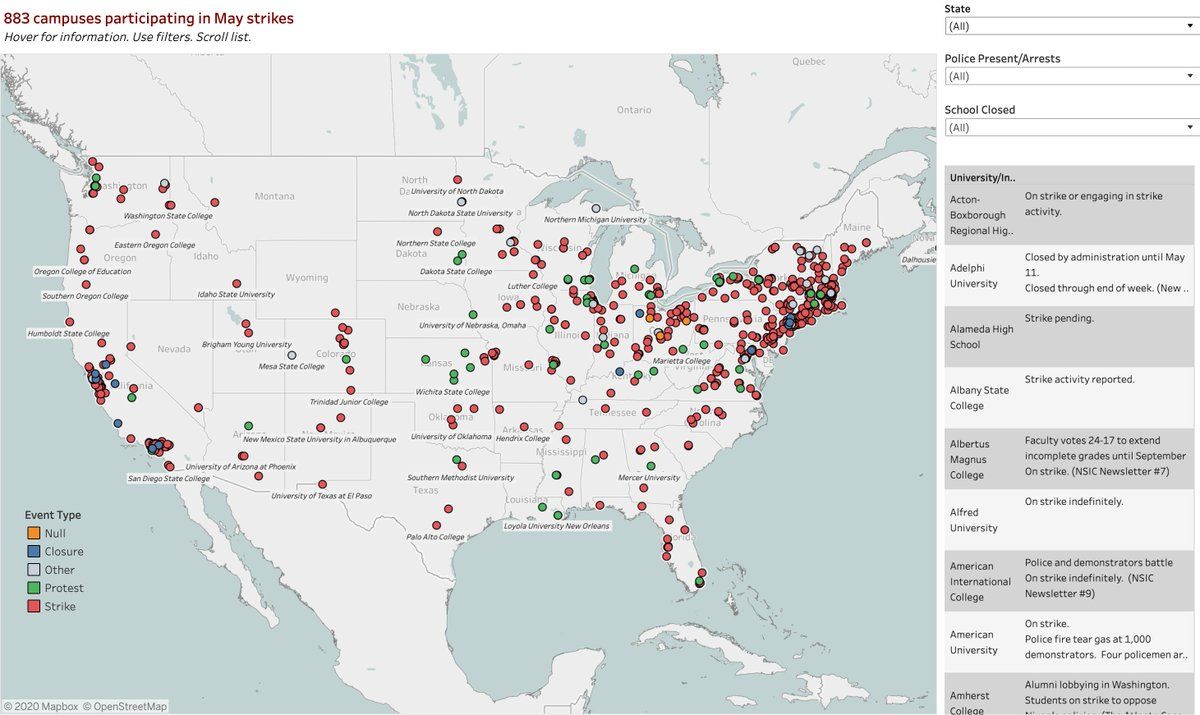 883 campuses participating in May strikes
Hover for information. Use filters. Scroll list.
State
(All)
Police Present/Arrests
(All)
School Closed
(All)
Quebec
Ontario
Montana
North
University of North Dakota
North Dakota State University
Northern Michigan University
Maine
Washington State College
Eastern Oregon College
Oregon
Idaho
Northern State College
Dakota
Dakota State College
Dalhousie
Oregon College of Education
Southern Oregon College
Idaho State University
Wyoming
Luther College
Iowa
Nebraska
University of Nebraska, Omaha
Humboldt State College
Nevada
Brigham Young University
Mesa State College
Colorado
Marietta College
Wichita State College
Trinidad Junior College
Tennessee
New Mexico State University in Albuquerque
University of Oklahoma
Hendrix College
Mississippi
University of Arizona at Phoenix
San Diego State College
Southern Methodist University
Mercer University
University of Texas at El Paso
Texas
Louisiana
Loyola University New Orleans
Palo Alto College
Event Type
Null
Closure
Other
Protest
Strike
© 2020 Mapbox © OpenStreetMap
University/In..
Acton-
Boxborough
Regional Hig..
On strike or engaging in strike
activity.
Adelphi
University
Closed by administration until May
11.
Closed through end of week. (New ..
Alameda High
School
Strike pending.
Albany State
College
Strike activity reported.
Albertus
Magnus
College
Faculty votes 24-17 to extend
incomplete grades until September
On strike. (NSIC Newsletter #7)
Alfred
University
On strike indefinitely.
American
International
College
Police and demonstrators battle
On strike indefinitely. (NSIC
Newsletter #9)
American
University
On strike.
Police fire tear gas at 1,000
demonstrators. Four policemen ar..
Amherst
College
Alumni lobbying in Washington.
Students on strike to oppose